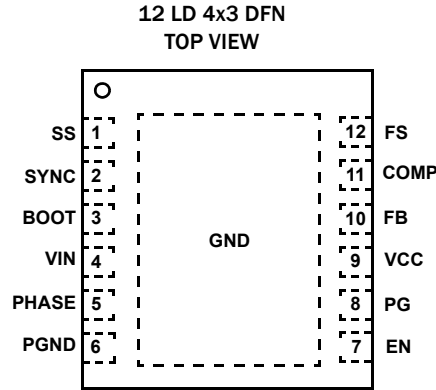 12 LD 4x3 DFN
TOP VIEW
SS 1 12 FS
SYNC 2 11 COMP
BOOT 3 10 FB
GND
VIN 4 9 VCC
PHASE 5 8 PG
PGND 6 7 EN